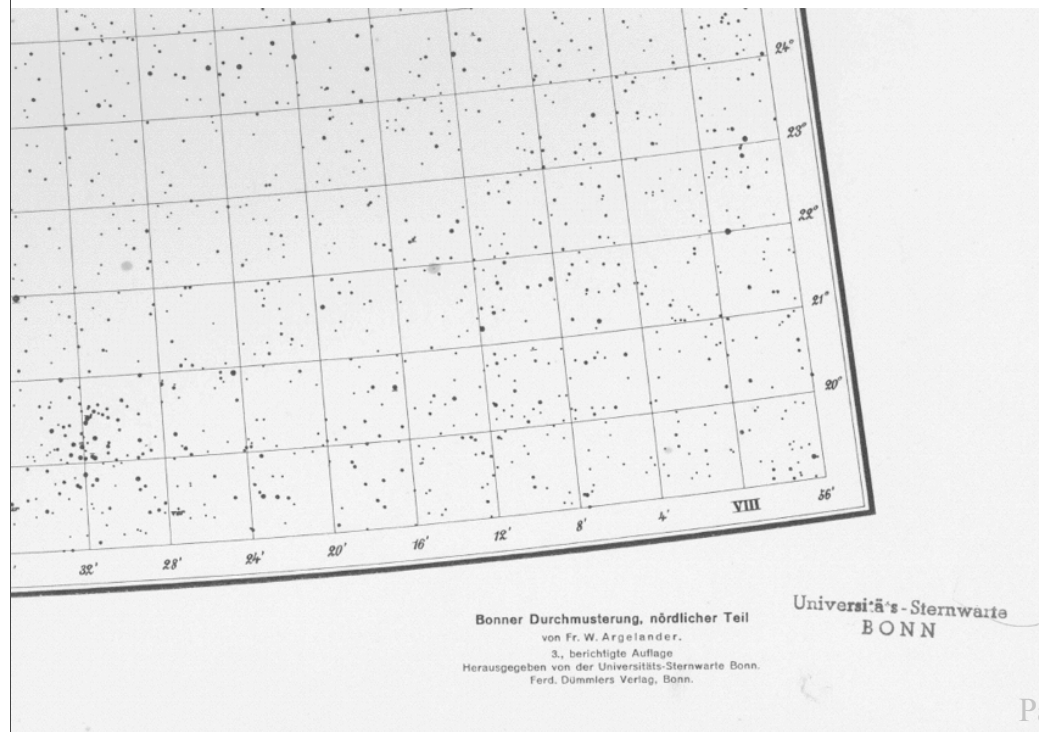 24°
23°
22°
21°
20°
32' 28' 24' 20' 16' 12' 8' 4' VIII 56'
Bonner Durchmusterung, nördlicher Teil
von Fr. W. Argelander.
3., berichtigte Auflage
Herausgegeben von der Universitäts-Sternwarte Bonn.
Ferd. Dümmlers Verlag, Bonn.
Universitä's-Sternwarte
BONN